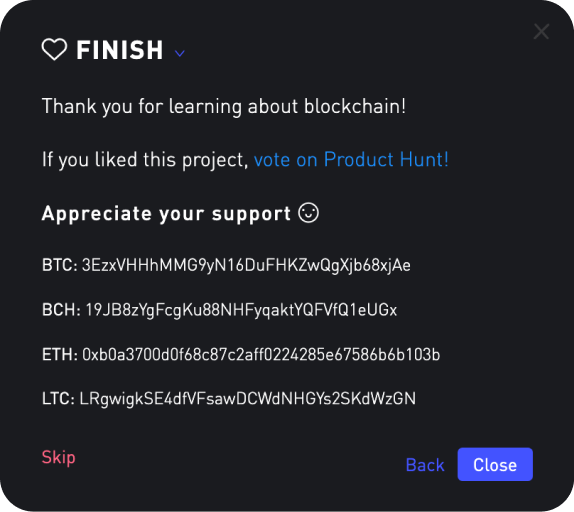 FINISH
Thank you for learning about blockchain!
If you liked this project, vote on Product Hunt!
Appreciate your support
BTC: 3EzxVHHhMMG9yN16DuFHKZwQgXjb68xjAe
BCH: 19JB8zYgFcgKu88NHFyqaktYQFVfQ1eUGx
ETH: 0xb0a3700d0f68c87c2aff0224285e67586b6b103b
LTC: LRgwigkSE4dfVFsawDCWdNHGYs2SKdWzGN
Skip
Back
Close